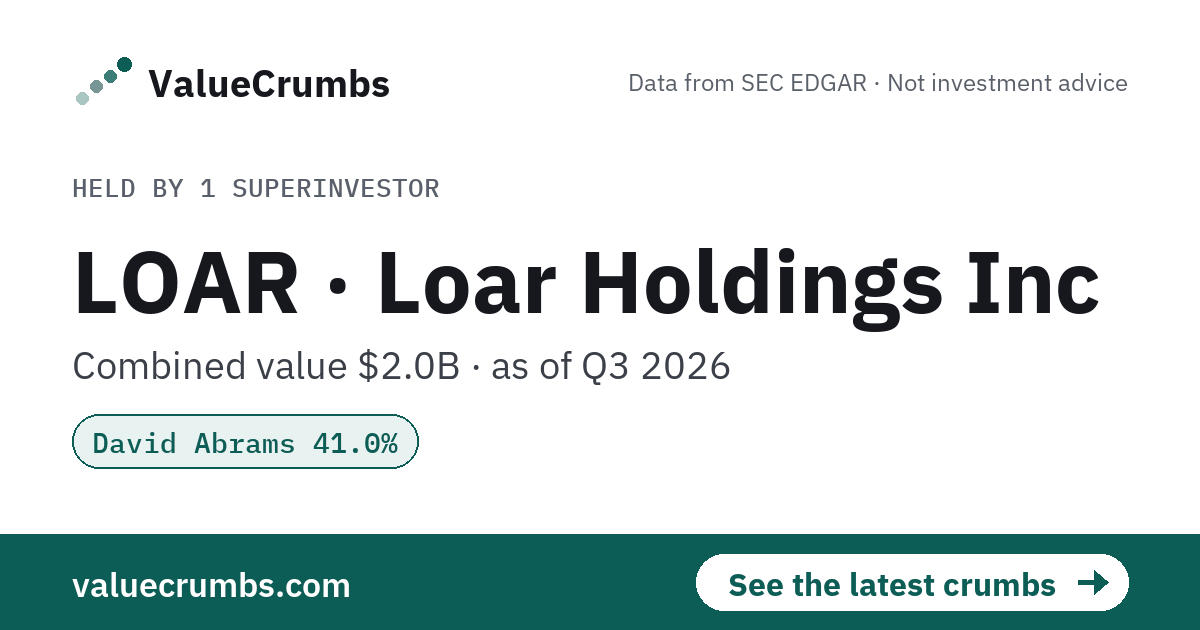 ValueCrumbs
Data from SEC EDGAR · Not investment advice
HELD BY 1 SUPERINVESTOR
LOAR · Loar Holdings Inc
Combined value $2.0B · as of Q3 2026
David Abrams 41.0%
valuecrumbs.com
See the latest crumbs →